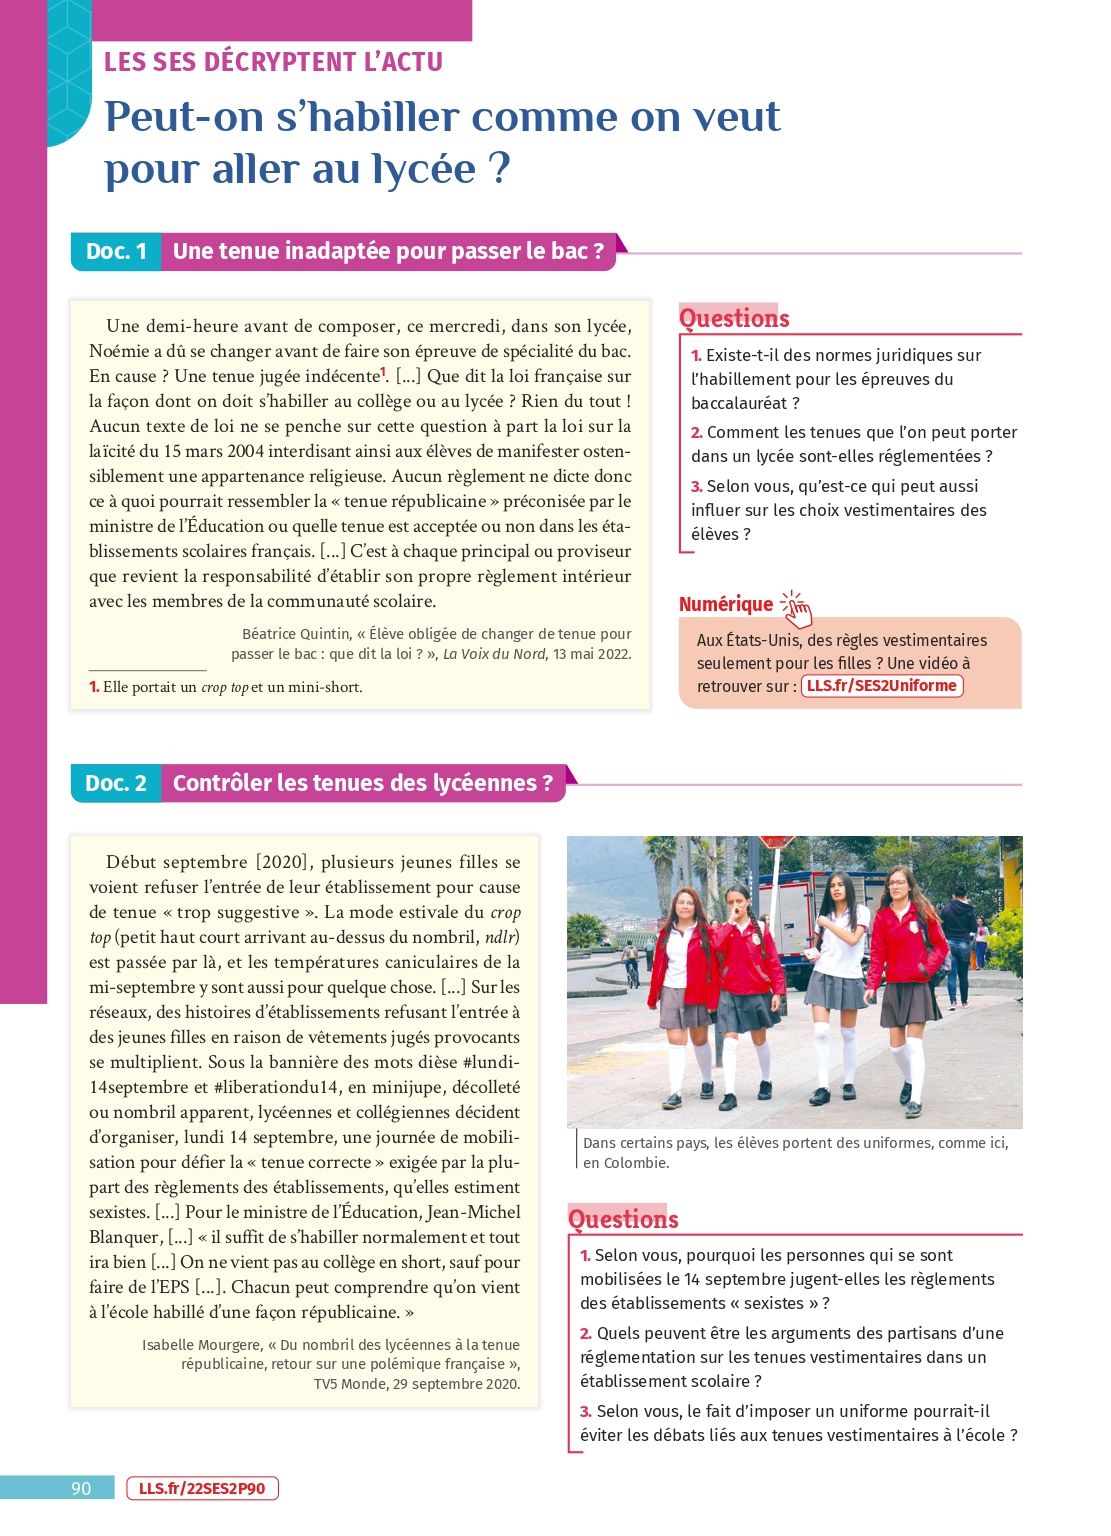 LES SES DÉCRYPTENT L’ACTU
Peut-on s’habiller comme on veut
pour aller au lycée ?
Doc. 1 Une tenue inadaptée pour passer le bac ?
Une demi-heure avant de composer, ce mercredi, dans son lycée,
Noémie a dû se changer avant de faire son épreuve de spécialité du bac.
En cause ? Une tenue jugée indécente1. [...] Que dit la loi française sur
la façon dont on doit s’habiller au collège ou au lycée ? Rien du tout !
Aucun texte de loi ne se penche sur cette question à part la loi sur la
laïcité du 15 mars 2004 interdisant ainsi aux élèves de manifester osten-
siblement une appartenance religieuse. Aucun règlement ne dicte donc
ce à quoi pourrait ressembler la « tenue républicaine » préconisée par le
ministre de l’Éducation ou quelle tenue est acceptée ou non dans les éta-
blissements scolaires français. [...] C’est à chaque principal ou proviseur
que revient la responsabilité d’établir son propre règlement intérieur
avec les membres de la communauté scolaire.
Béatrice Quintin, « Élève obligée de changer de tenue pour
passer le bac : que dit la loi ? », La Voix du Nord, 13 mai 2022.
1. Elle portait un crop top et un mini-short.
Questions
1. Existe-t-il des normes juridiques sur
l’habillement pour les épreuves du
baccalauréat ?
2. Comment les tenues que l’on peut porter
dans un lycée sont-elles réglementées ?
3. Selon vous, qu’est-ce qui peut aussi
influer sur les choix vestimentaires des
élèves ?
Numérique
Aux États-Unis, des règles vestimentaires
seulement pour les filles ? Une vidéo à
retrouver sur : LLS.fr/SES2Uniforme
Doc. 2 Contrôler les tenues des lycéennes ?
Début septembre [2020], plusieurs jeunes filles se
voient refuser l’entrée de leur établissement pour cause
de tenue « trop suggestive ». La mode estivale du crop
top (petit haut court arrivant au-dessus du nombril, ndlr)
est passée par là, et les températures caniculaires de la
mi-septembre y sont aussi pour quelque chose. [...] Sur les
réseaux, des histoires d’établissements refusant l’entrée à
des jeunes filles en raison de vêtements jugés provocants
se multiplient. Sous la bannière des mots dièse #lundi-
14septembre et #liberationdu14, en minijupe, décolleté
ou nombril apparent, lycéennes et collégiennes décident
d’organiser, lundi 14 septembre, une journée de mobili-
sation pour défier la « tenue correcte » exigée par la plu-
part des règlements des établissements, qu’elles estiment
sexistes. [...] Pour le ministre de l’Éducation, Jean-Michel
Blanquer, [...] « il suffit de s’habiller normalement et tout
ira bien [...] On ne vient pas au collège en short, sauf pour
faire de l’EPS [...]. Chacun peut comprendre qu’on vient
à l’école habillé d’une façon républicaine. »
Isabelle Mourgere, « Du nombril des lycéennes à la tenue
républicaine, retour sur une polémique française »,
TV5 Monde, 29 septembre 2020.
Dans certains pays, les élèves portent des uniformes, comme ici,
en Colombie.
Questions
1. Selon vous, pourquoi les personnes qui se sont
mobilisées le 14 septembre jugent-elles les règlements
des établissements « sexistes » ?
2. Quels peuvent être les arguments des partisans d’une
réglementation sur les tenues vestimentaires dans un
établissement scolaire ?
3. Selon vous, le fait d’imposer un uniforme pourrait-il
éviter les débats liés aux tenues vestimentaires à l’école ?
90 LLS.fr/22SES2P90